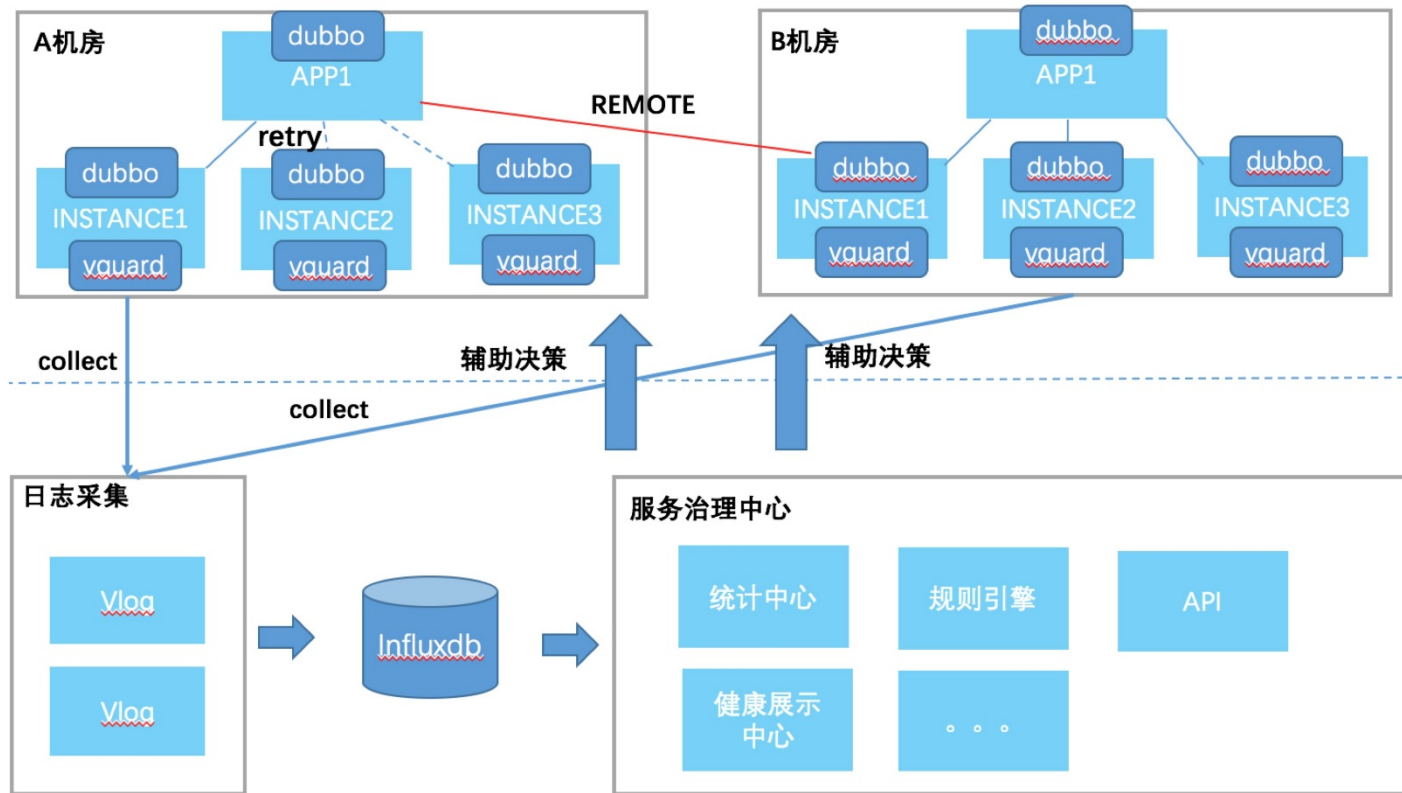 A机房
dubbo
APP1
retry
dubbo
INSTANCE1
vguard
dubbo
INSTANCE2
vguard
dubbo
INSTANCE3
vguard
REMOTE
B机房
dubbo
APP1
dubbo
INSTANCE1
vguard
dubbo
INSTANCE2
vguard
dubbo
INSTANCE3
vguard
collect
辅助决策
辅助决策
collect
日志采集
Vlog
Vlog
Influxdb
服务治理中心
统计中心
规则引擎
API
健康展示
中心
。。。